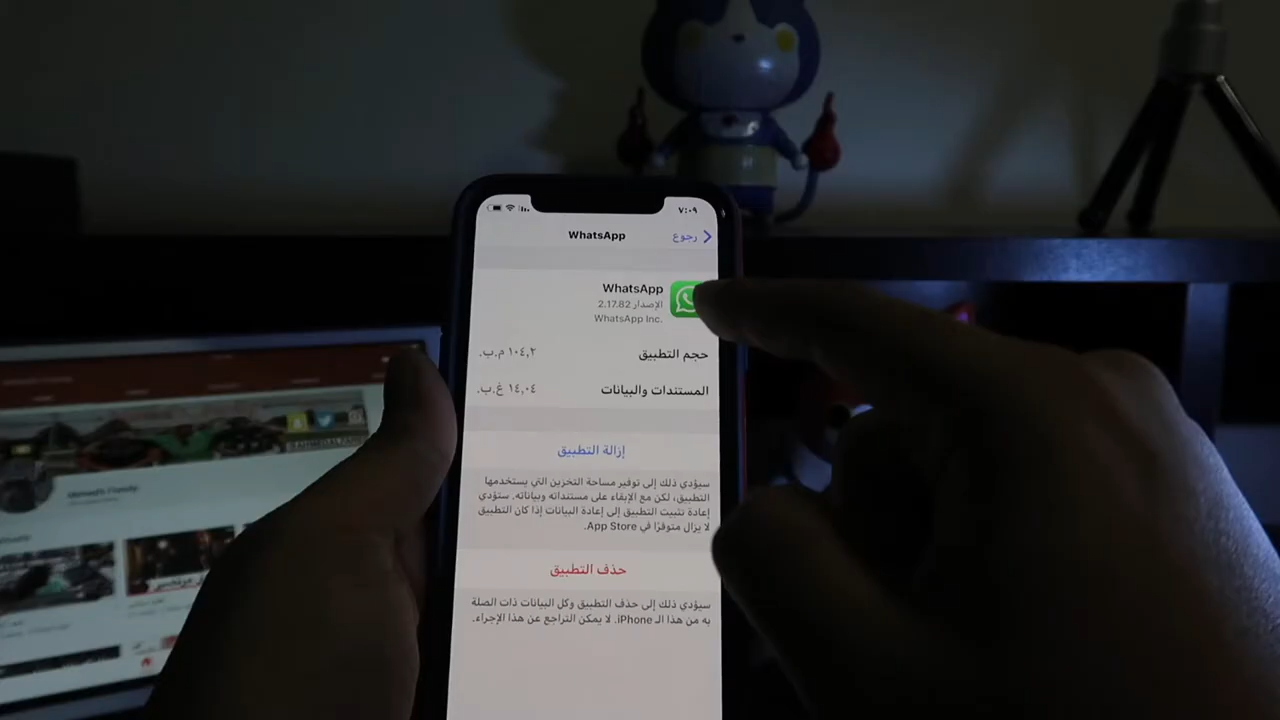 ٧:٠٩
رجوع
WhatsApp
WhatsApp
الإصدار 2.17.82
WhatsApp Inc.
حجم التطبيق
١٠٤,٢ م.ب.
المستندات والبيانات
١٤,٠٤ غ.ب.
إزالة التطبيق
سيؤدي ذلك إلى توفير مساحة التخزين التي يستخدمها
التطبيق، لكن مع الإبقاء على مستنداته وبياناته. ستؤدي
إعادة تثبيت التطبيق إلى إعادة البيانات إذا كان التطبيق
لا يزال متوفرًا في App Store.
حذف التطبيق
سيؤدي ذلك إلى حذف التطبيق وكل البيانات ذات الصلة
به من هذا الـ iPhone. لا يمكن التراجع عن هذا الإجراء.